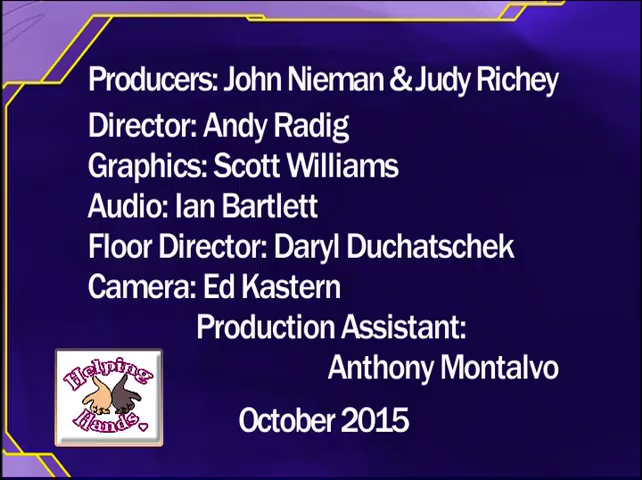 Producers: John Nieman & Judy Richey
Director: Andy Radig
Graphics: Scott Williams
Audio: Ian Bartlett
Floor Director: Daryl Duchatschek
Camera: Ed Kastern
Production Assistant:
Anthony Montalvo
Helping
Hands
October 2015